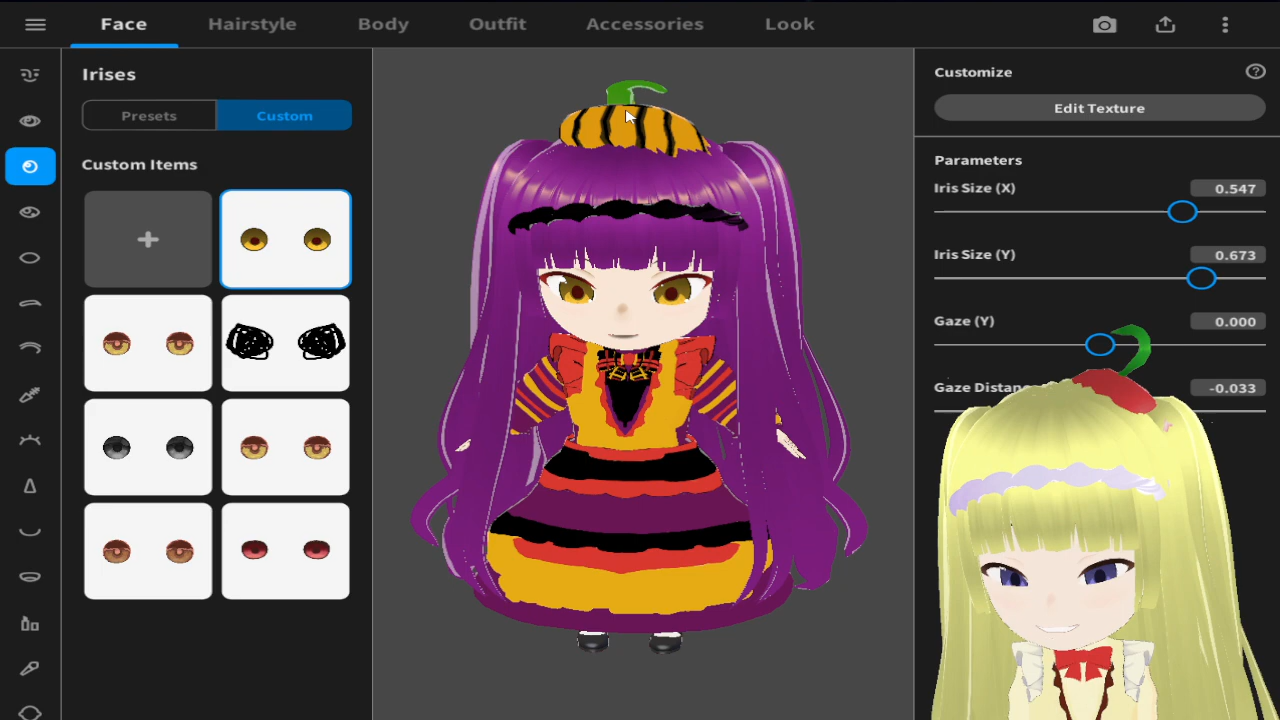 Face Hairstyle Body Outfit Accessories Look
Irises
Presets Custom
Custom Items
Customize
Edit Texture
Parameters
Iris Size (X) 0.547
Iris Size (Y) 0.673
Gaze (Y) 0.000
Gaze -0.033